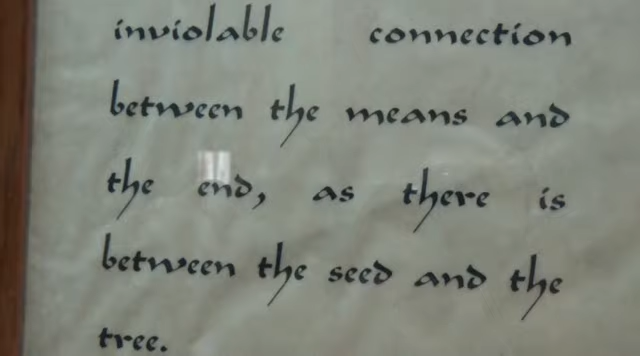 inviolable connection
between the means and
the end, as there is
between the seed and the
tree.